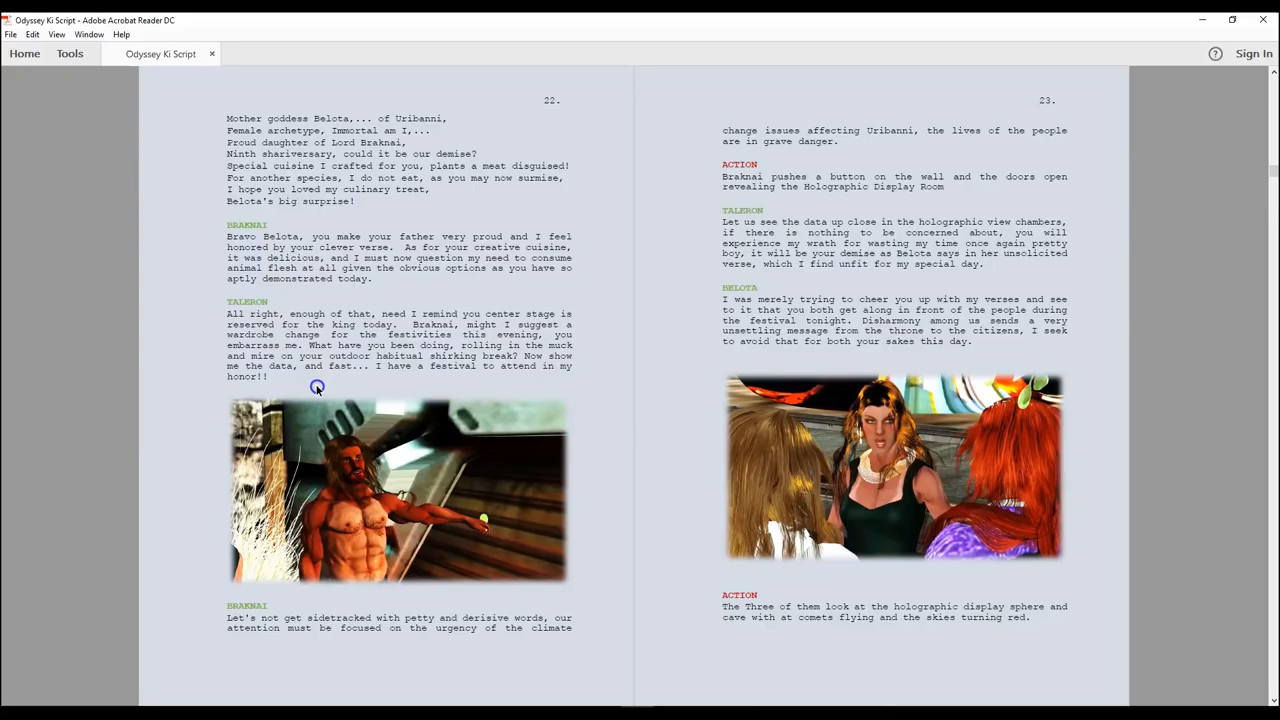 Odyssey Ki Script - Adobe Acrobat Reader DC
File Edit View Window Help
Home Tools Odyssey Ki Script × ? Sign In
22.
Mother goddess Belota,... of Uribanni,
Female archetype, Immortal am I,...
Proud daughter of Lord Braknai,
Ninth shariversary, could it be our demise?
Special cuisine I crafted for you, plants a meat disguised!
For another species, I do not eat, as you may now surmise,
I hope you loved my culinary treat,
Belota's big surprise!
BRAKNAI
Bravo Belota, you make your father very proud and I feel
honored by your clever verse. As for your creative cuisine,
it was delicious, and I must now question my need to consume
animal flesh at all given the obvious options as you have so
aptly demonstrated today.
TALERON
All right, enough of that, need I remind you center stage is
reserved for the king today. Braknai, might I suggest a
wardrobe change for the festivities this evening, you
embarrass me. What have you been doing, rolling in the muck
and mire on your outdoor habitual shirking break? Now show
me the data, and fast... I have a festival to attend in my
honor!!
BRAKNAI
Let's not get sidetracked with petty and derisive words, our
attention must be focused on the urgency of the climate
23.
change issues affecting Uribanni, the lives of the people
are in grave danger.
ACTION
Braknai pushes a button on the wall and the doors open
revealing the Holographic Display Room
TALERON
Let us see the data up close in the holographic view chambers,
if there is nothing to be concerned about, you will
experience my wrath for wasting my time once again pretty
boy, it will be your demise as Belota says in her unsolicited
verse, which I find unfit for my special day.
BELOTA
I was merely trying to cheer you up with my verses and see
to it that you both get along in front of the people during
the festival tonight. Disharmony among us sends a very
unsettling message from the throne to the citizens, I seek
to avoid that for both your sakes this day.
ACTION
The Three of them look at the holographic display sphere and
cave with at comets flying and the skies turning red.